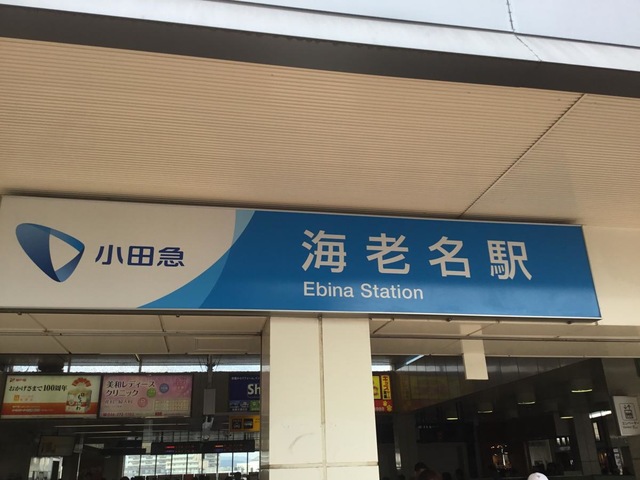 小田急
海老名駅
Ebina Station
おかげさまで100周年
美和レディース
クリニック
Sh